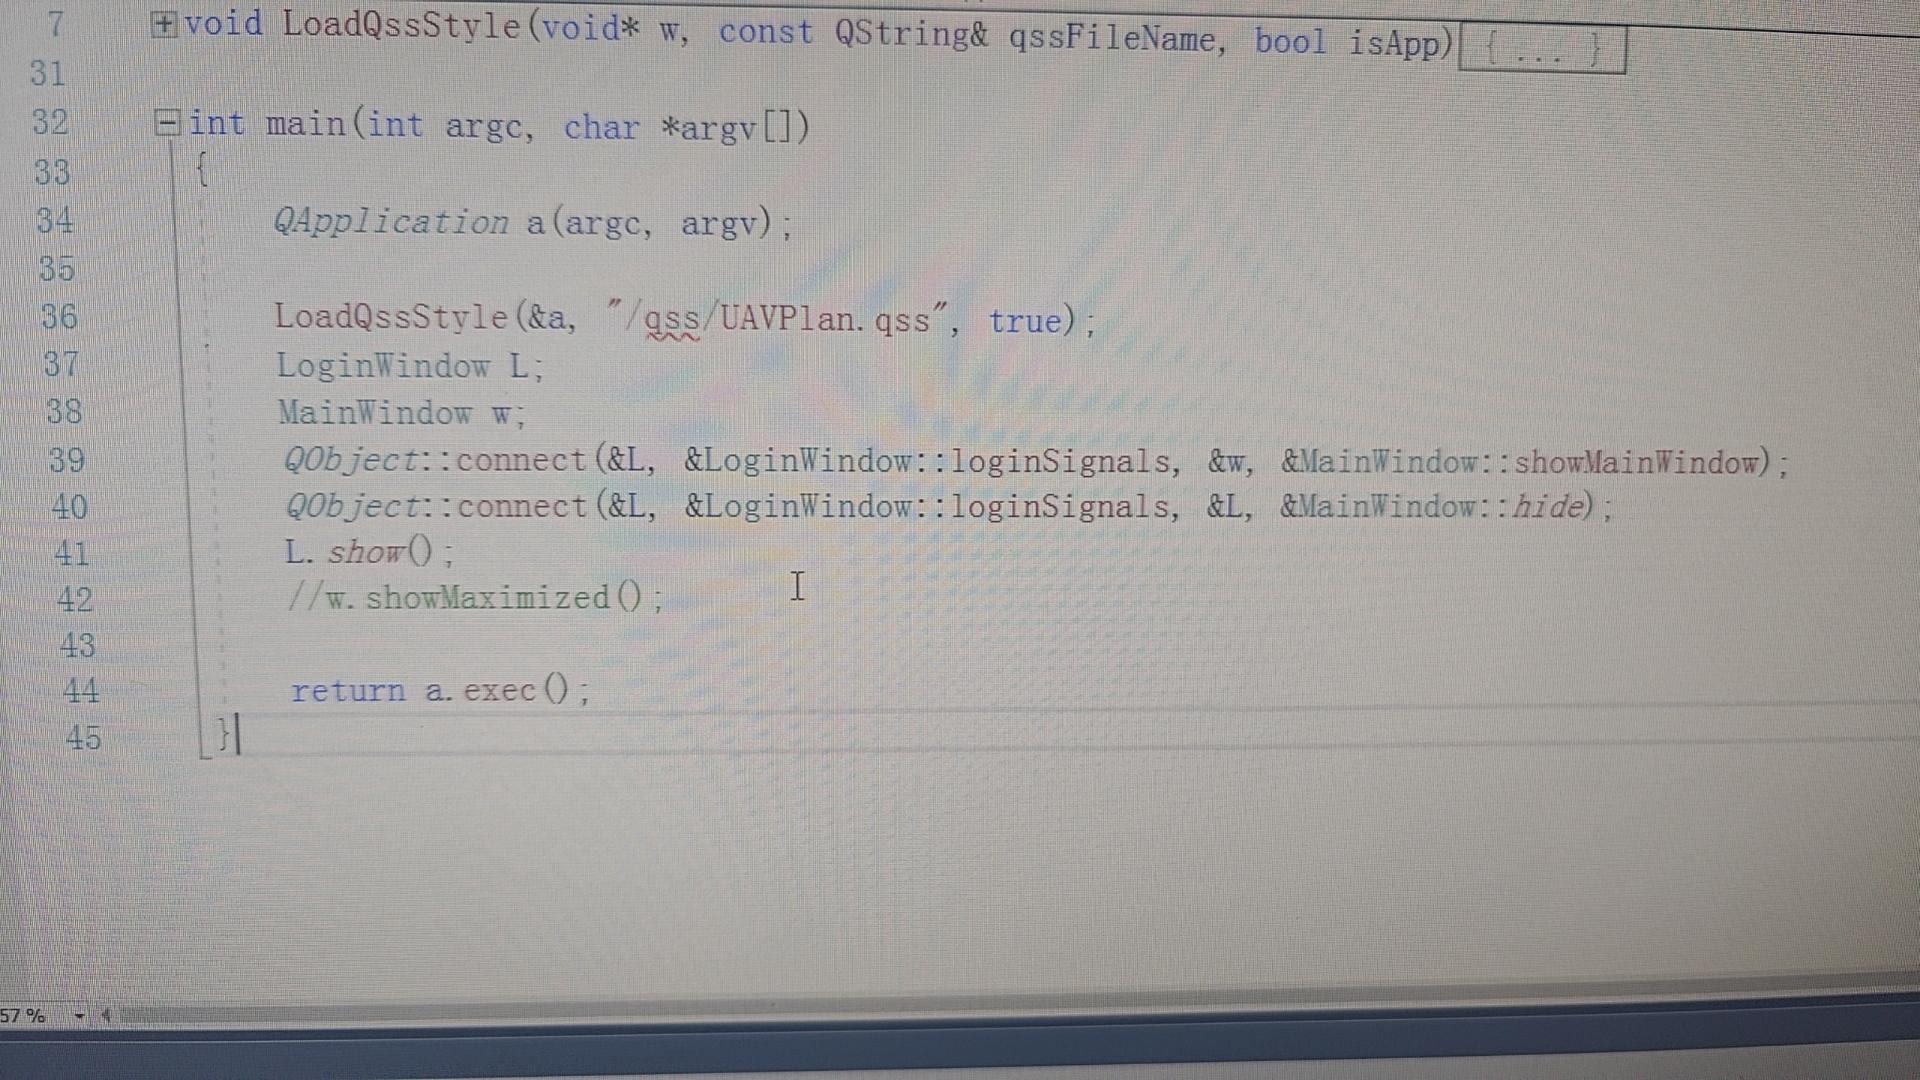 7 void LoadQssStyle(void* w, const QString& qssFileName, bool isApp) { ... }
31
32 int main(int argc, char *argv[])
33 {
34 QApplication a(argc, argv);
35
36 LoadQssStyle(&a, "/qss/UAVPlan.qss", true);
37 LoginWindow L;
38 MainWindow w;
39 QObject::connect(&L, &LoginWindow::loginSignals, &w, &MainWindow::showMainWindow);
40 QObject::connect(&L, &LoginWindow::loginSignals, &L, &MainWindow::hide);
41 L.show();
42 //w.showMaximized();
43
44 return a.exec();
45 }
57 %